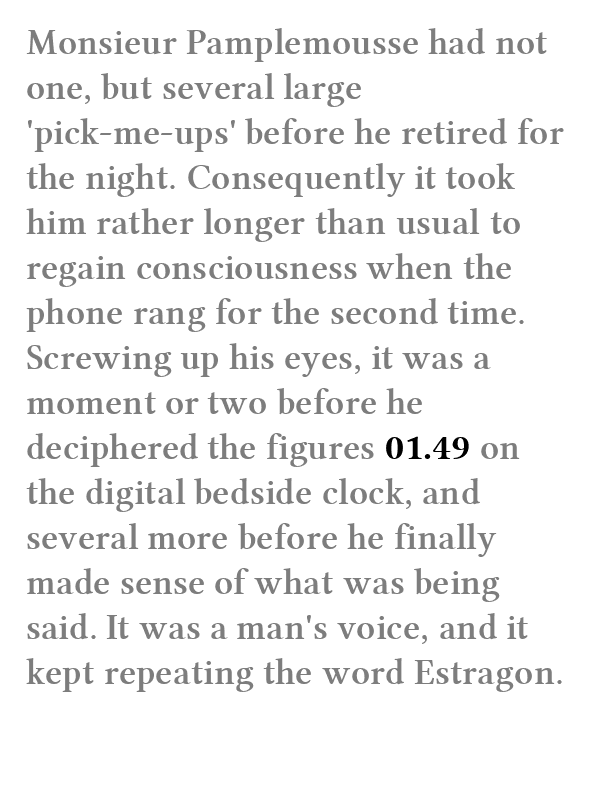 Monsieur Pamplemousse had not
one, but several large
'pick-me-ups' before he retired for
the night. Consequently it took
him rather longer than usual to
regain consciousness when the
phone rang for the second time.
Screwing up his eyes, it was a
moment or two before he
deciphered the figures 01.49 on
the digital bedside clock, and
several more before he finally
made sense of what was being
said. It was a man's voice, and it
kept repeating the word Estragon.